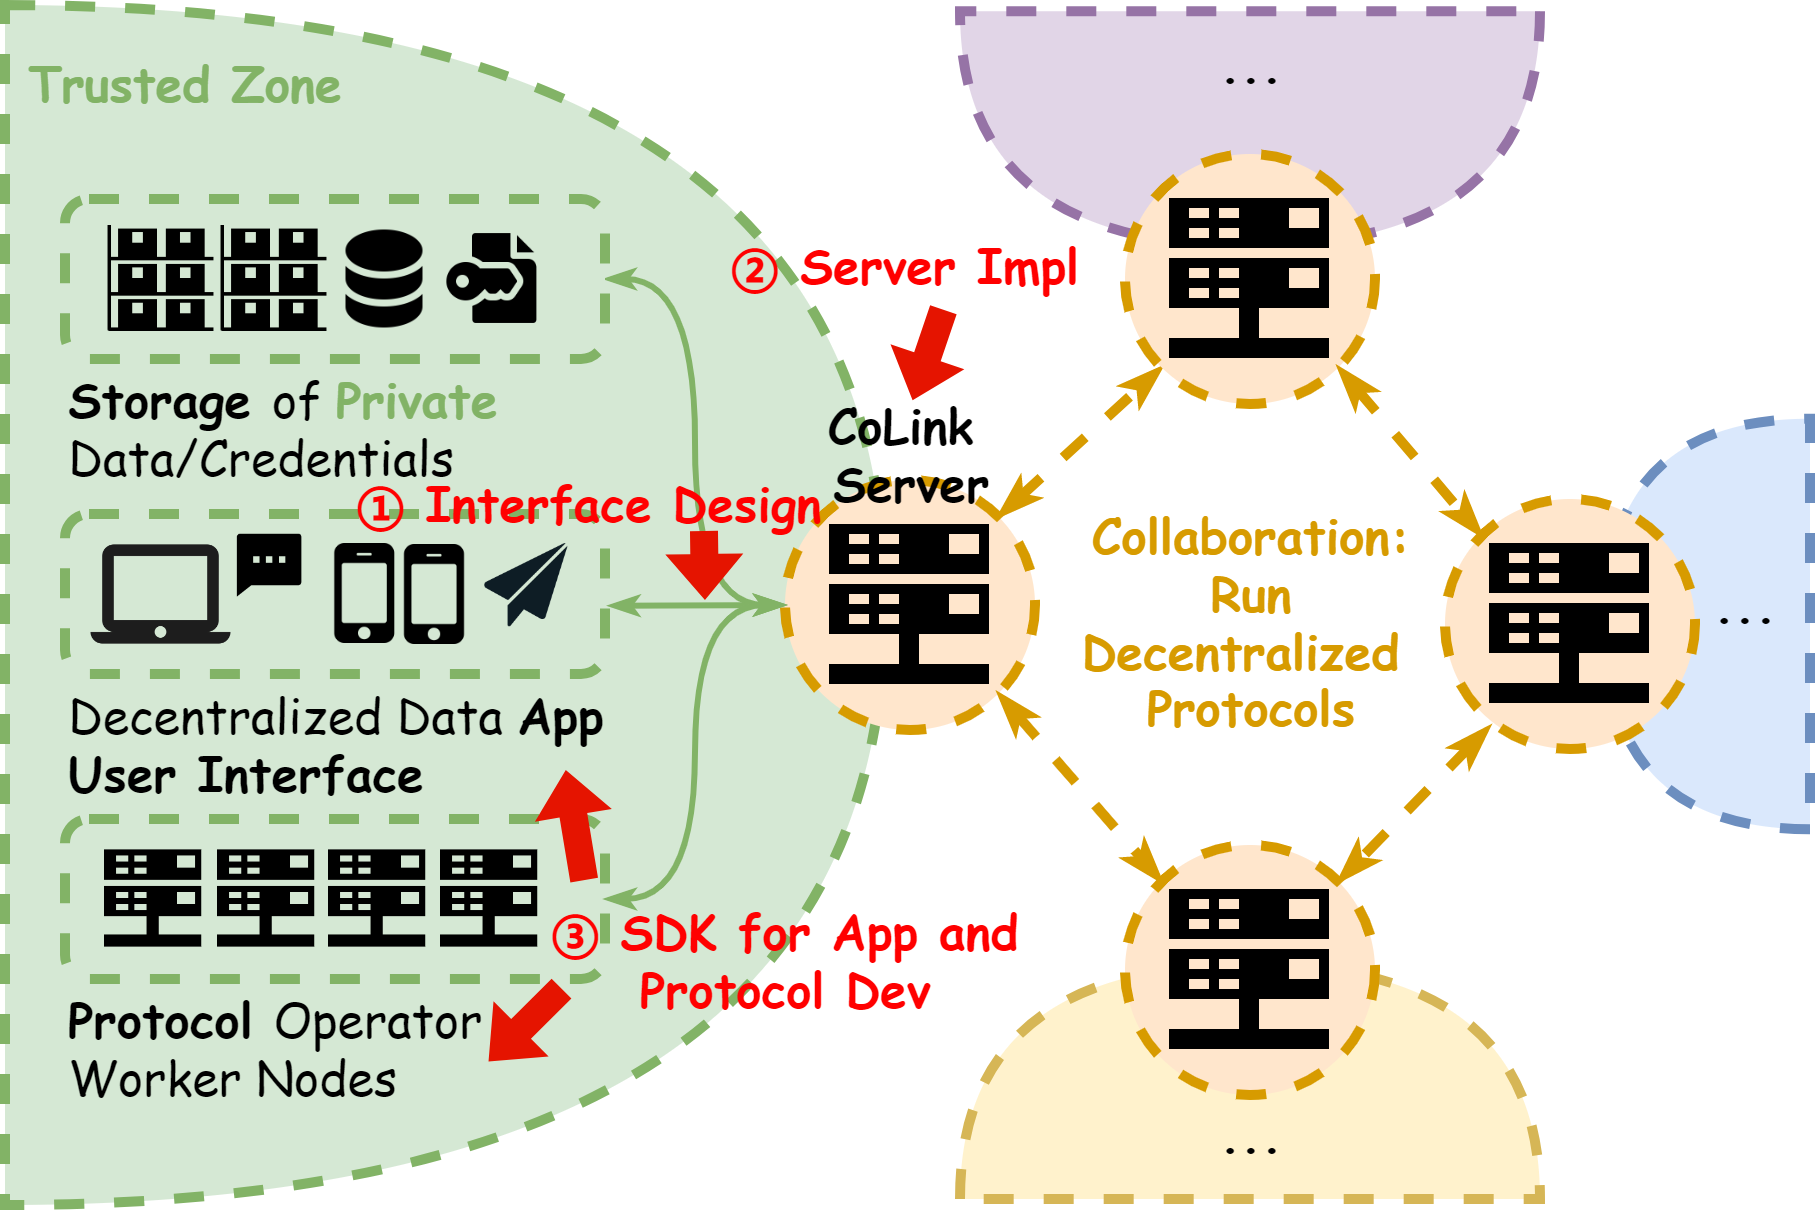 Trusted Zone
...
② Server Impl
Storage of Private
Data/Credentials
CoLink
Server
① Interface Design
Collaboration:
Run
Decentralized
Protocols
...
Decentralized Data App
User Interface
③ SDK for App and
Protocol Dev
Protocol Operator
Worker Nodes
...